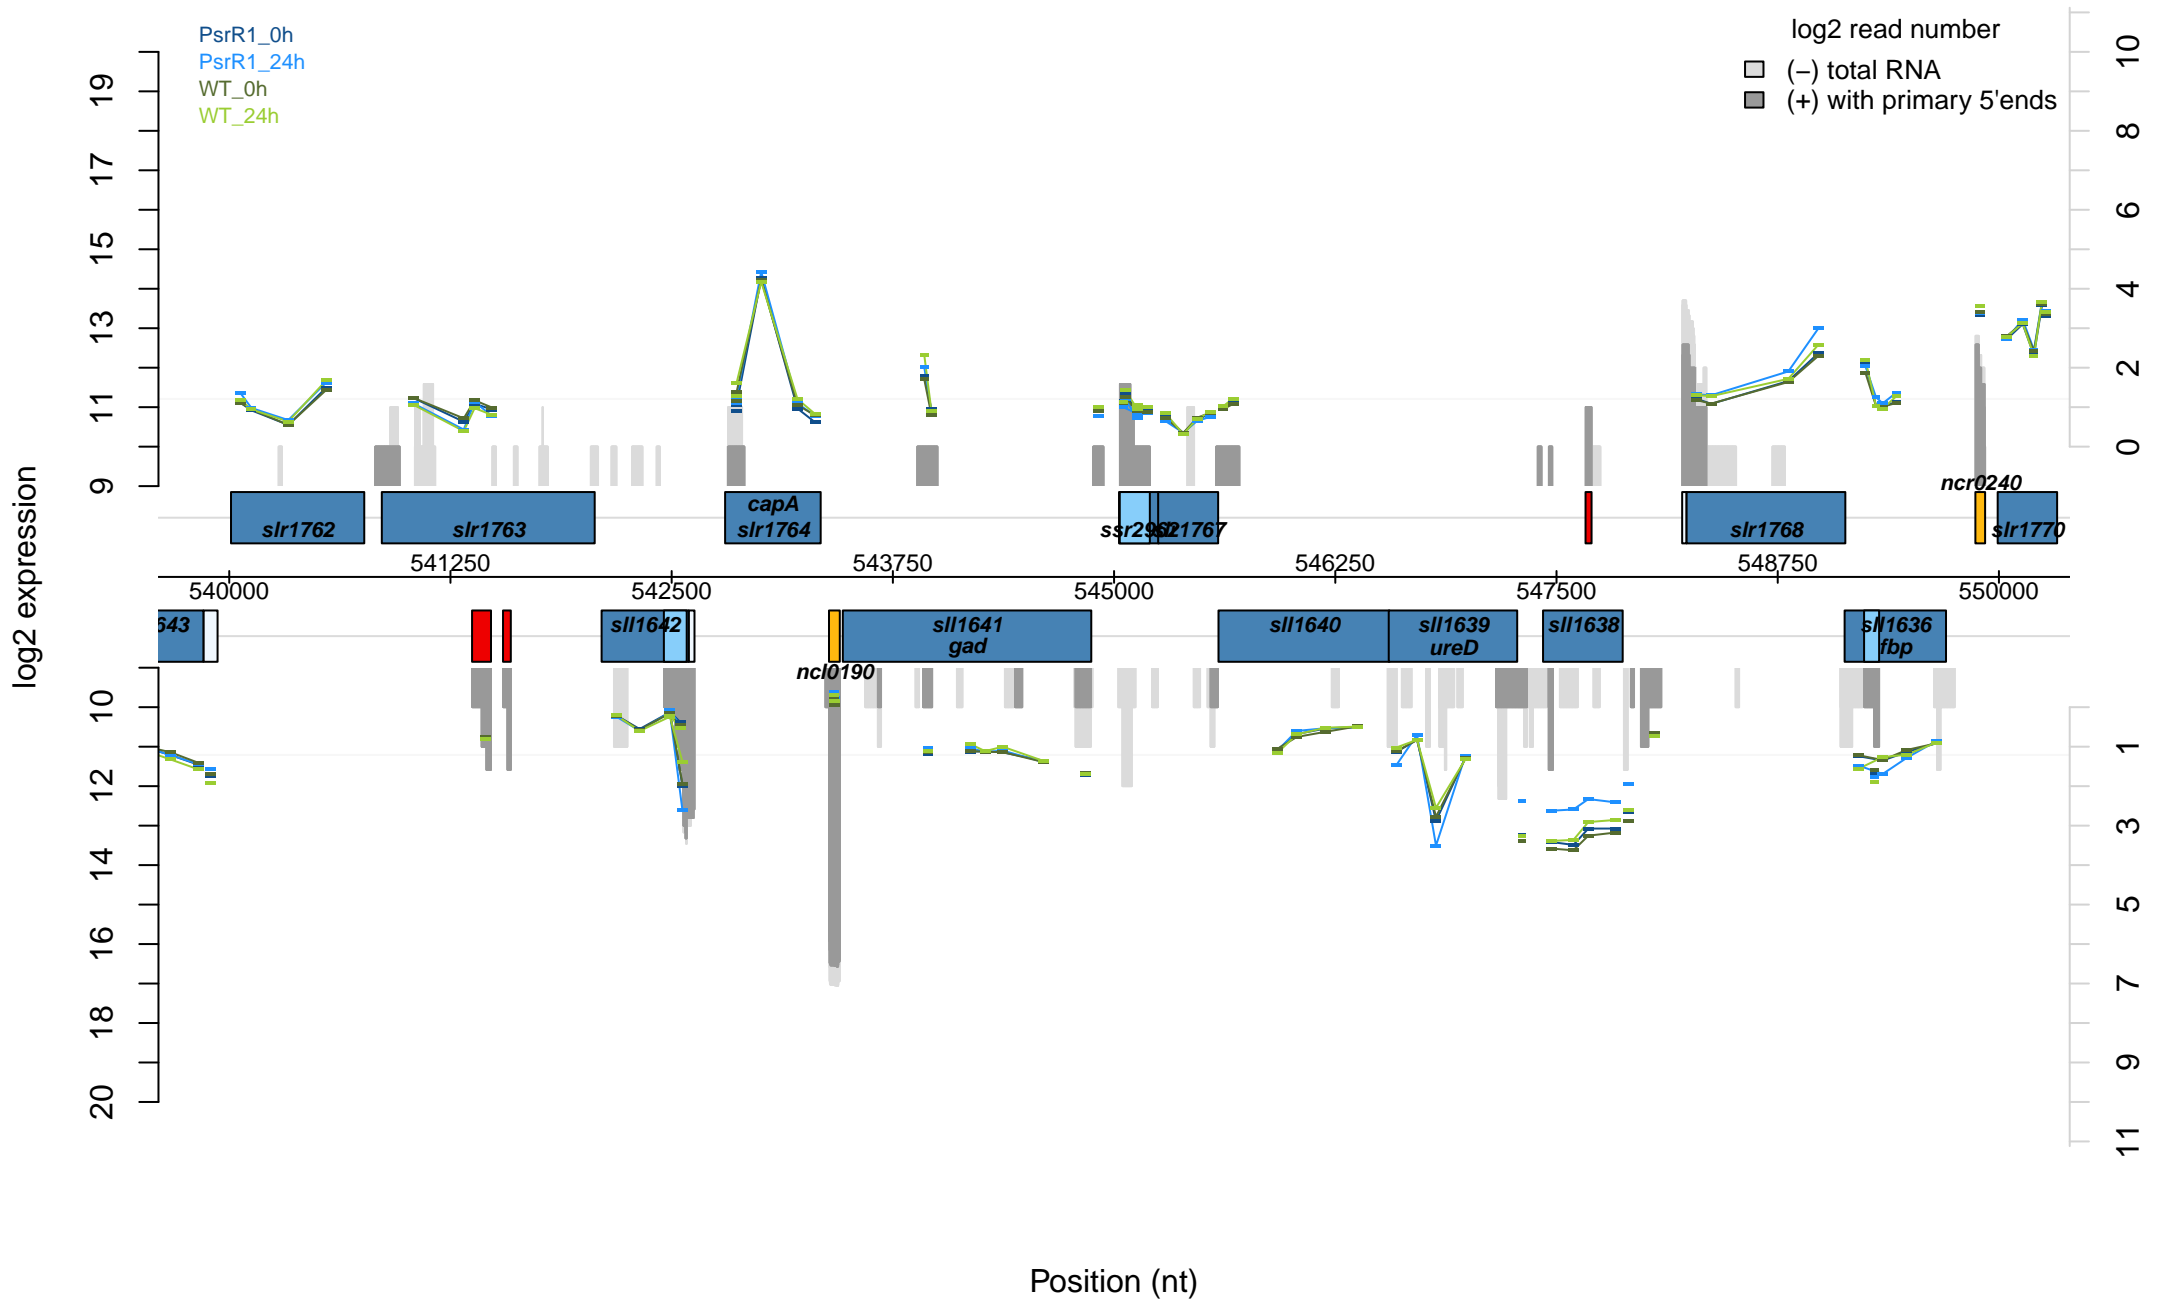 PsrR1_0h
PsrR1_24h
WT_0h
WT_24h
log2 read number
(−) total RNA
(+) with primary 5'ends
19
17
15
13
11
9
10
8
6
4
2
0
log2 expression
ncr0240
capA
slr1762
slr1763
slr1764
slr1767
slr1768
slr1770
541250
543750
546250
548750
540000
542500
545000
547500
550000
643
sll1642
sll1641
gad
sll1640
sll1639
ureD
sll1638
sll1636
fbp
ncl0190
10
12
14
16
18
20
1
3
5
7
9
11
Position (nt)